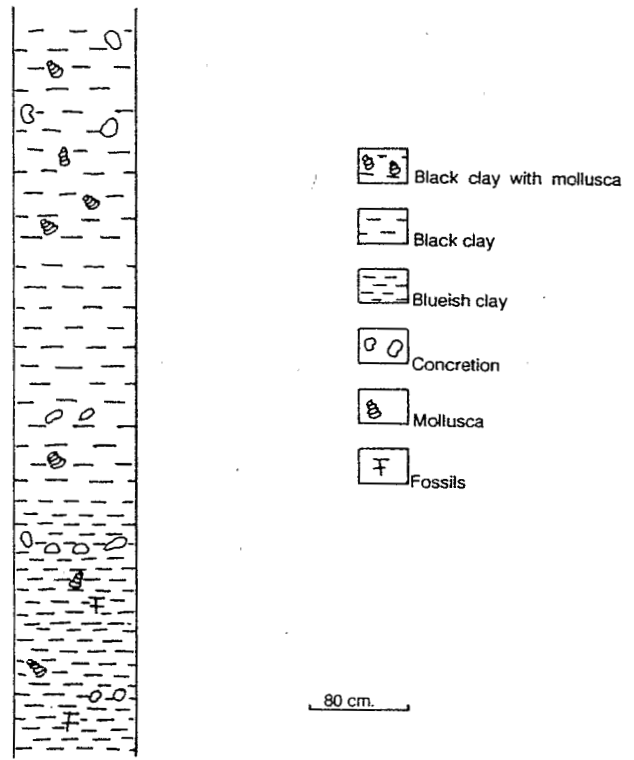 Black clay with mollusca
Black clay
Blueish clay
Concretion
Mollusca
Fossils
80 cm.